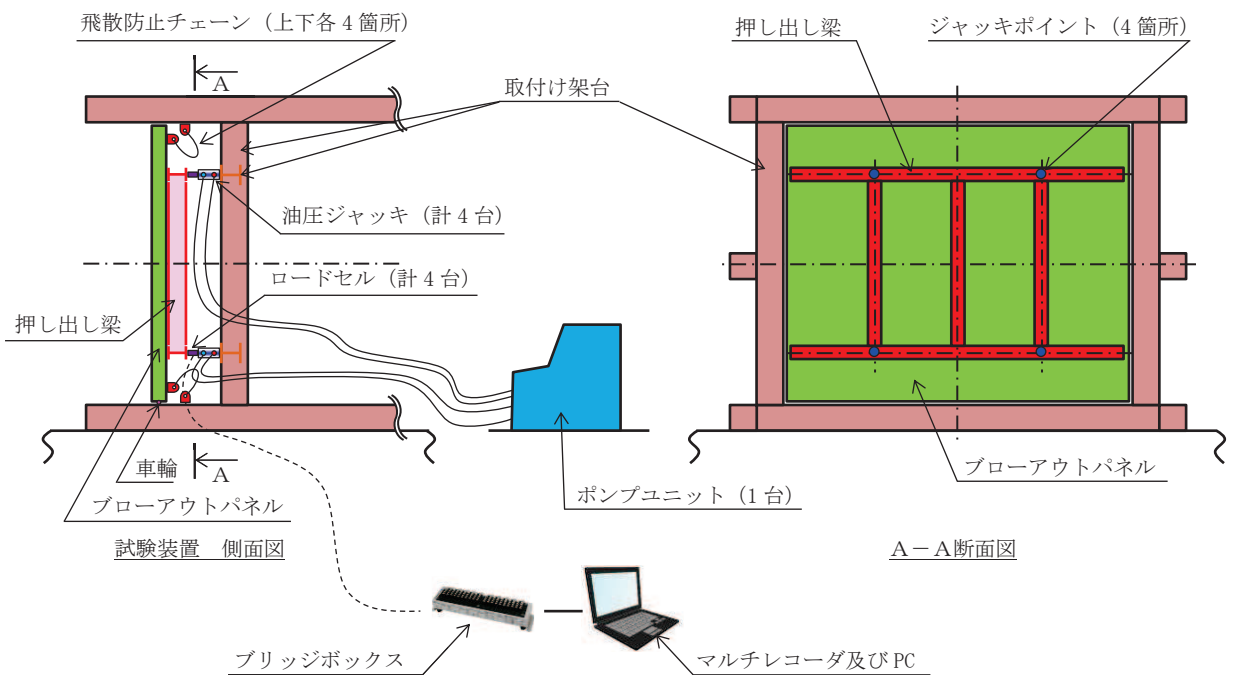 飛散防止チェーン(上下各4箇所)
押し出し梁
ジャッキポイント(4箇所)
A
取付け架台
油圧ジャッキ(計4台)
ロードセル(計4台)
押し出し梁
車輪
A
ブローアウトパネル
ブローアウトパネル
ポンプユニット(1台)
試験装置 側面図
A-A断面図
ブリッジボックス
マルチレコーダ及びPC